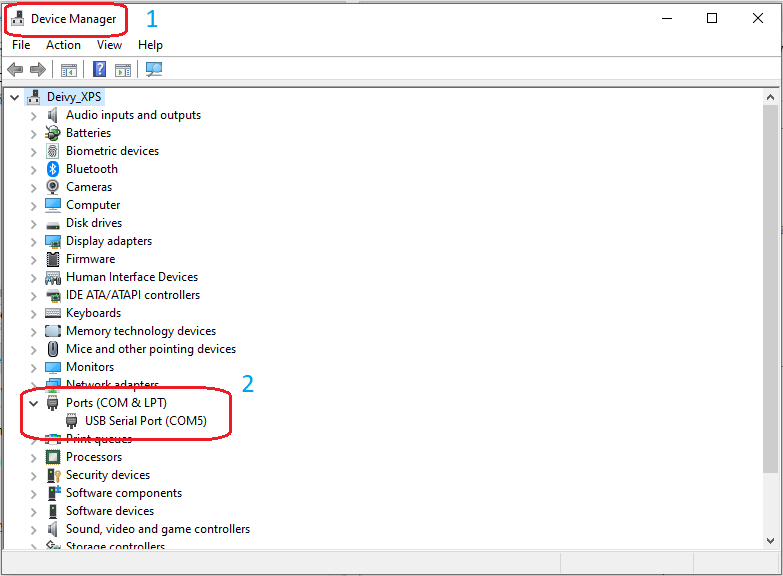 Device Manager 1
File Action View Help
Deivy_XPS
Audio inputs and outputs
Batteries
Biometric devices
Bluetooth
Cameras
Computer
Disk drives
Display adapters
Firmware
Human Interface Devices
IDE ATA/ATAPI controllers
Keyboards
Memory technology devices
Mice and other pointing devices
Monitors
Network adapters
2
Ports (COM & LPT)
USB Serial Port (COM5)
Print queues
Processors
Security devices
Software components
Software devices
Sound, video and game controllers
Storage controllers